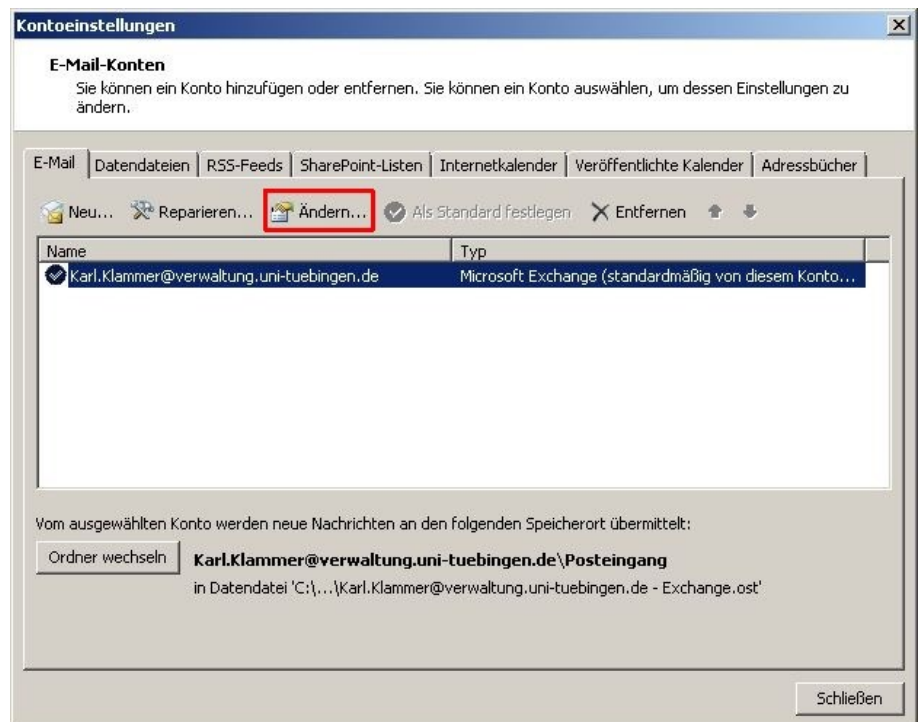 Kontoeinstellungen
E-Mail-Konten
Sie können ein Konto hinzufügen oder entfernen. Sie können ein Konto auswählen, um dessen Einstellungen zu
ändern.
E-Mail Datendateien RSS-Feeds SharePoint-Listen Internetkalender Veröffentlichte Kalender Adressbücher
Neu... Reparieren... Ändern... Als Standard festlegen Entfernen
Name Typ
Karl.Klammer@verwaltung.uni-tuebingen.de Microsoft Exchange (standardmäßig von diesem Konto...
Vom ausgewählten Konto werden neue Nachrichten an den folgenden Speicherort übermittelt:
Ordner wechseln Karl.Klammer@verwaltung.uni-tuebingen.de\Posteingang
in Datendatei 'C:\...\Karl.Klammer@verwaltung.uni-tuebingen.de - Exchange.ost'
Schließen